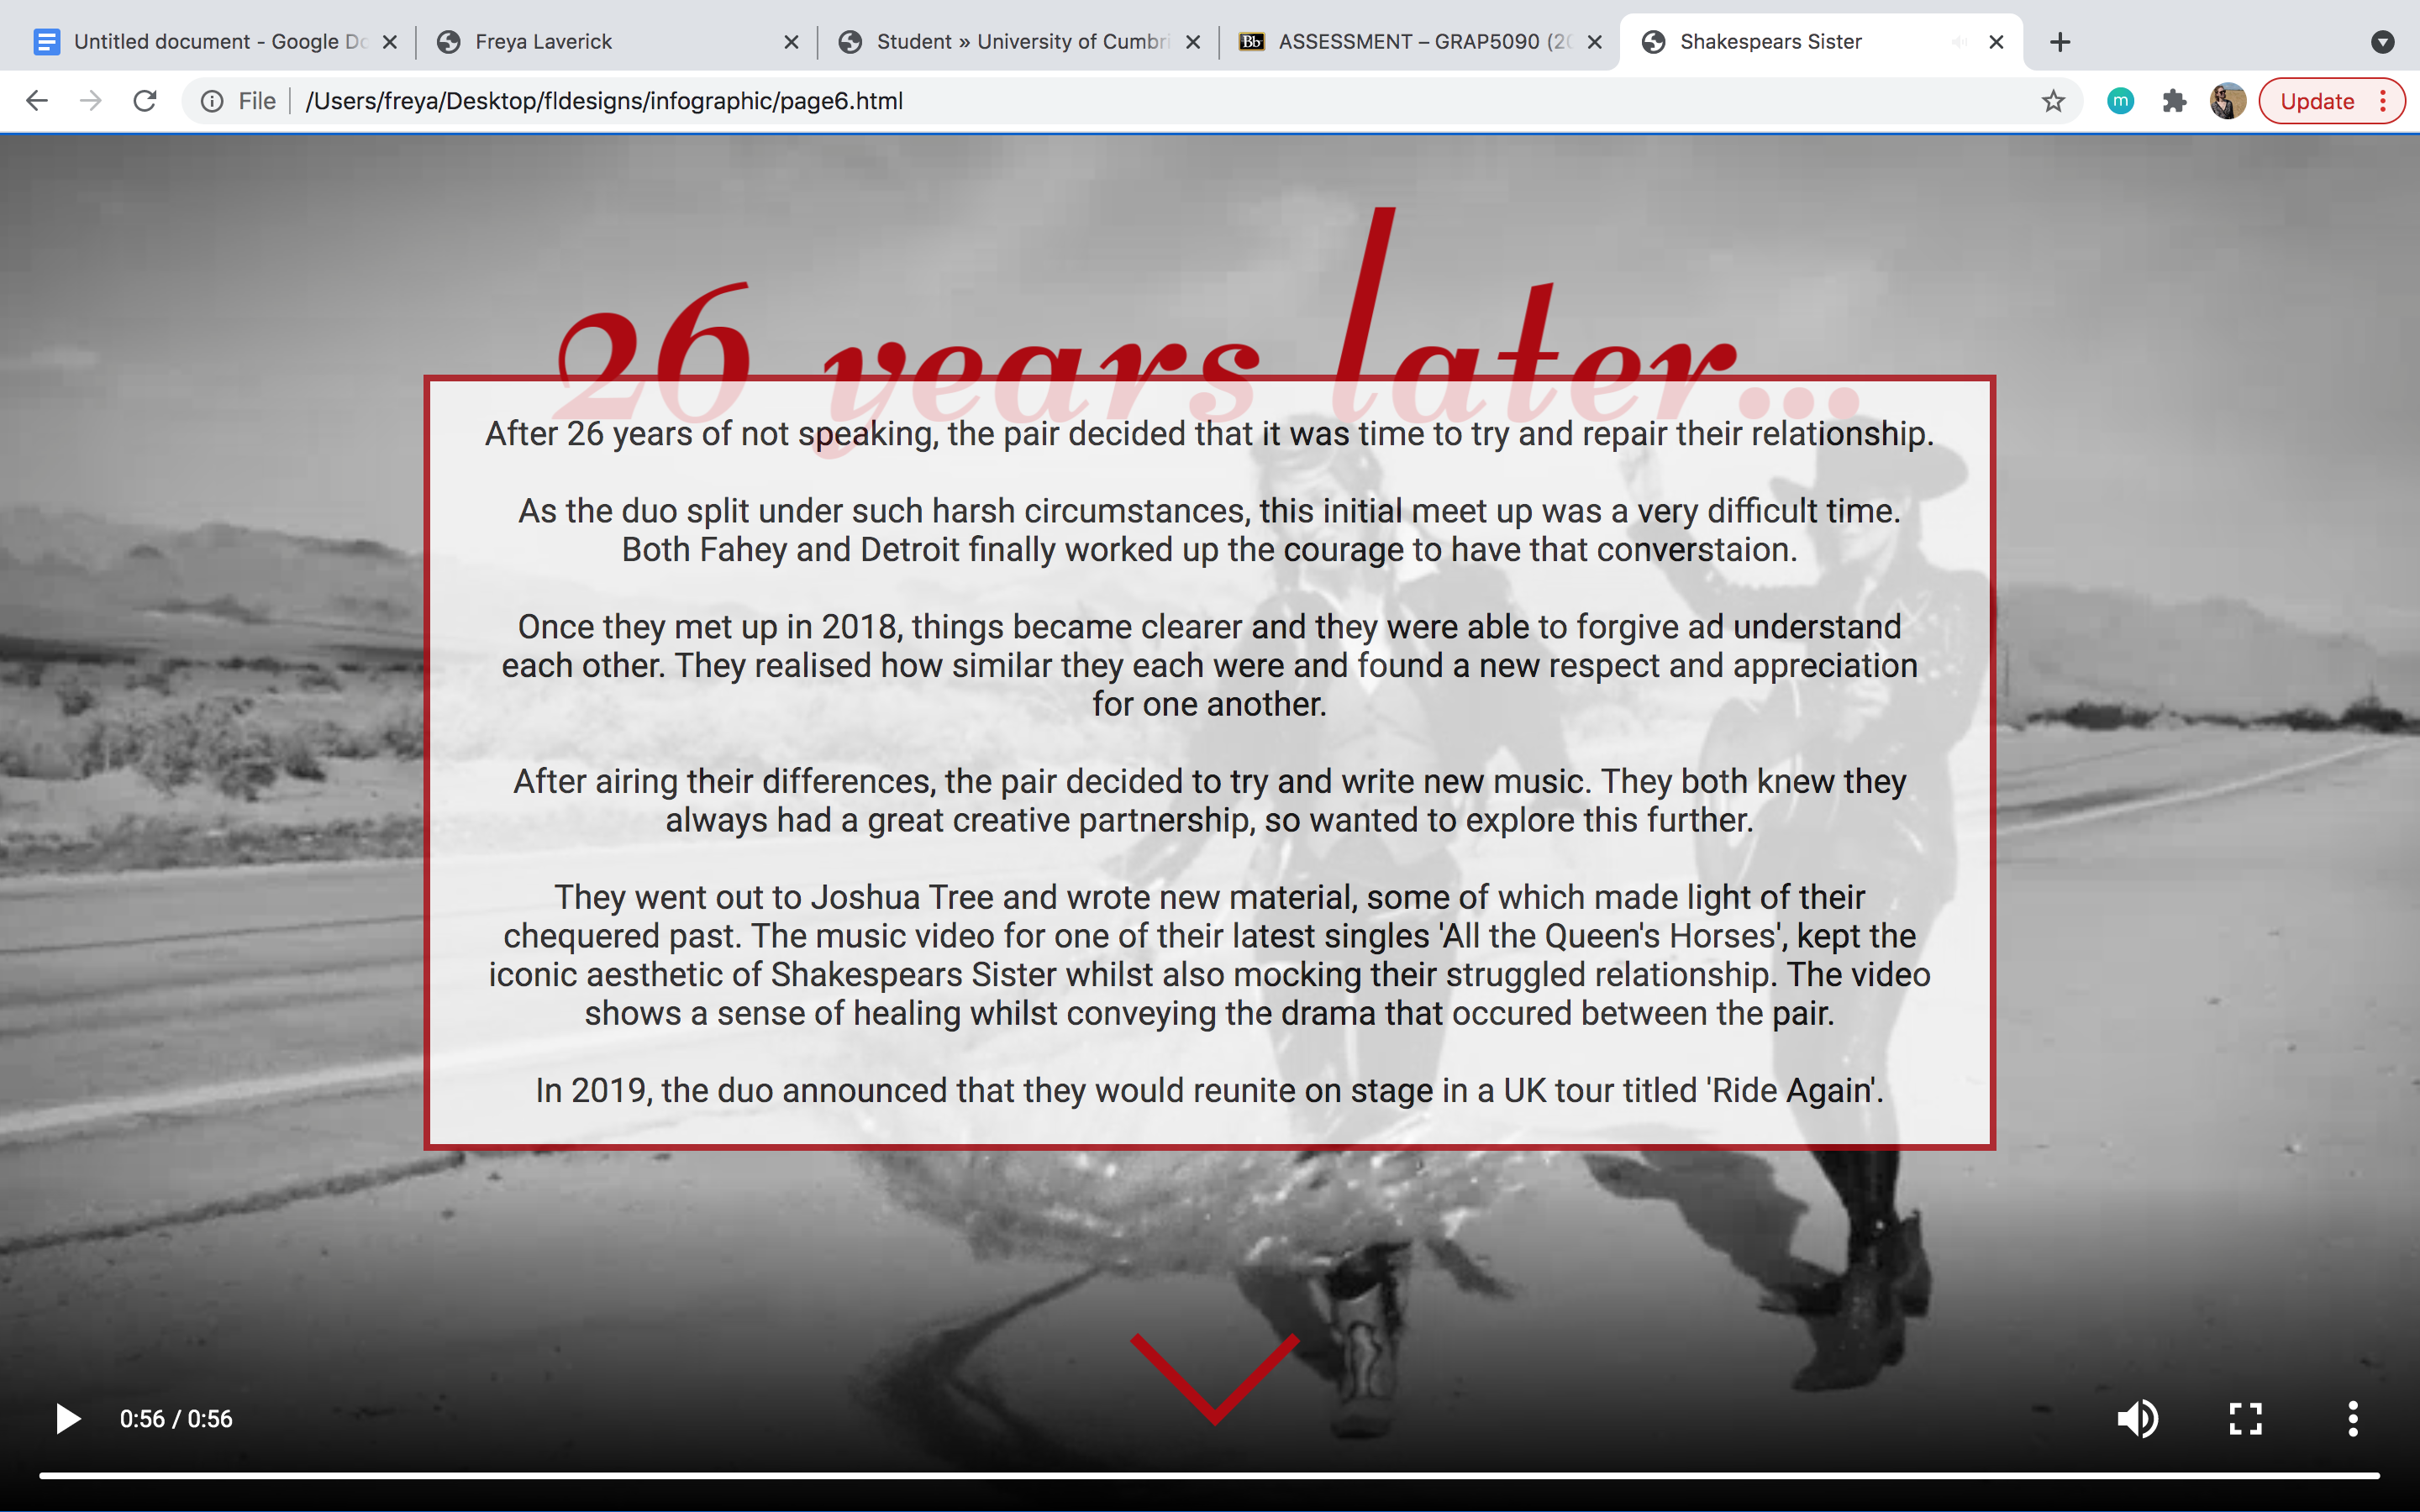 Untitled document - Google Do
Freya Laverick
Student » University of Cumbri
Bb ASSESSMENT – GRAP5090 (20
Shakespears Sister
File /Users/freya/Desktop/fldesigns/infographic/page6.html
m
Update
26 years later...
After 26 years of not speaking, the pair decided that it was time to try and repair their relationship.
As the duo split under such harsh circumstances, this initial meet up was a very difficult time.
Both Fahey and Detroit finally worked up the courage to have that converstaion.
Once they met up in 2018, things became clearer and they were able to forgive ad understand
each other. They realised how similar they each were and found a new respect and appreciation
for one another.
After airing their differences, the pair decided to try and write new music. They both knew they
always had a great creative partnership, so wanted to explore this further.
They went out to Joshua Tree and wrote new material, some of which made light of their
chequered past. The music video for one of their latest singles 'All the Queen's Horses', kept the
iconic aesthetic of Shakespears Sister whilst also mocking their struggled relationship. The video
shows a sense of healing whilst conveying the drama that occured between the pair.
In 2019, the duo announced that they would reunite on stage in a UK tour titled 'Ride Again'.
0:56 / 0:56